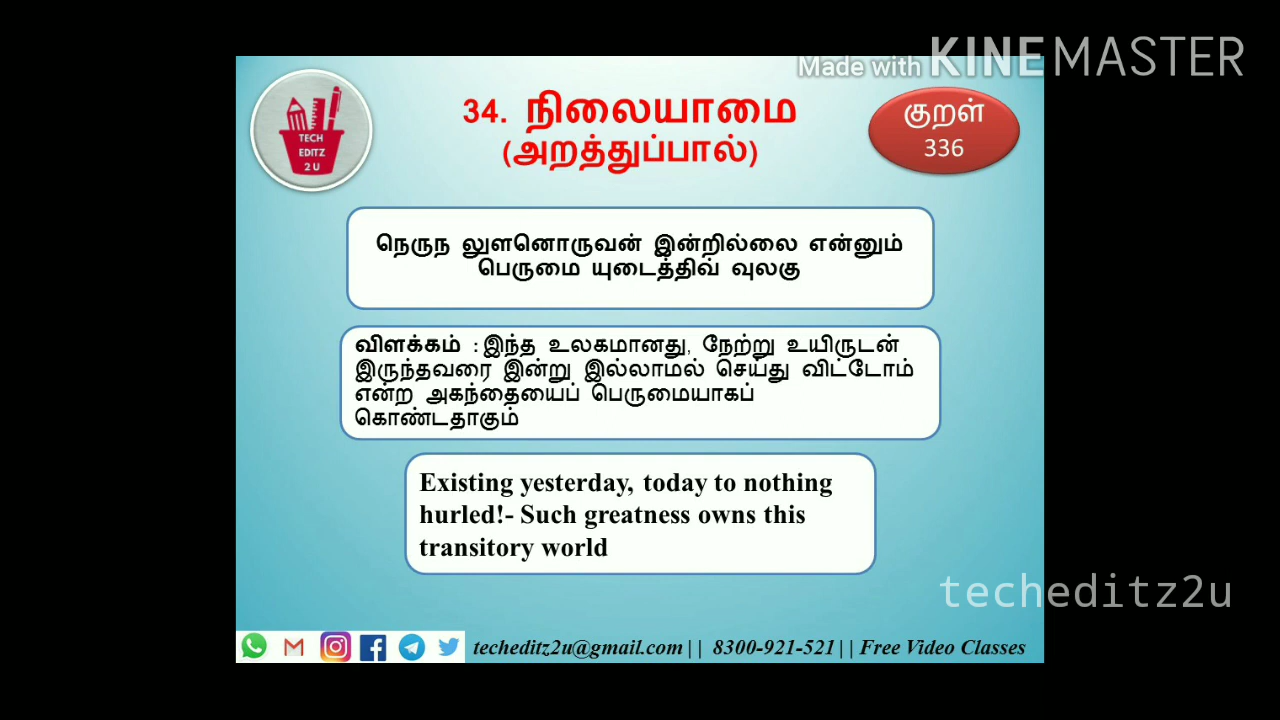 Made with KINEMASTER
TECH
EDITZ
2 U
34. நிலையாமை
(அறத்துப்பால்)
குறள்
336
நெருந லுளனொருவன் இன்றில்லை என்னும்
பெருமை யுடைத்திவ் வுலகு
விளக்கம் :இந்த உலகமானது, நேற்று உயிருடன்
இருந்தவரை இன்று இல்லாமல் செய்து விட்டோம்
என்ற அகந்தையைப் பெருமையாகப்
கொண்டதாகும்
Existing yesterday, today to nothing
hurled!- Such greatness owns this
transitory world
techeditz2u
techeditz2u@gmail.com || 8300-921-521|| Free Video Classes